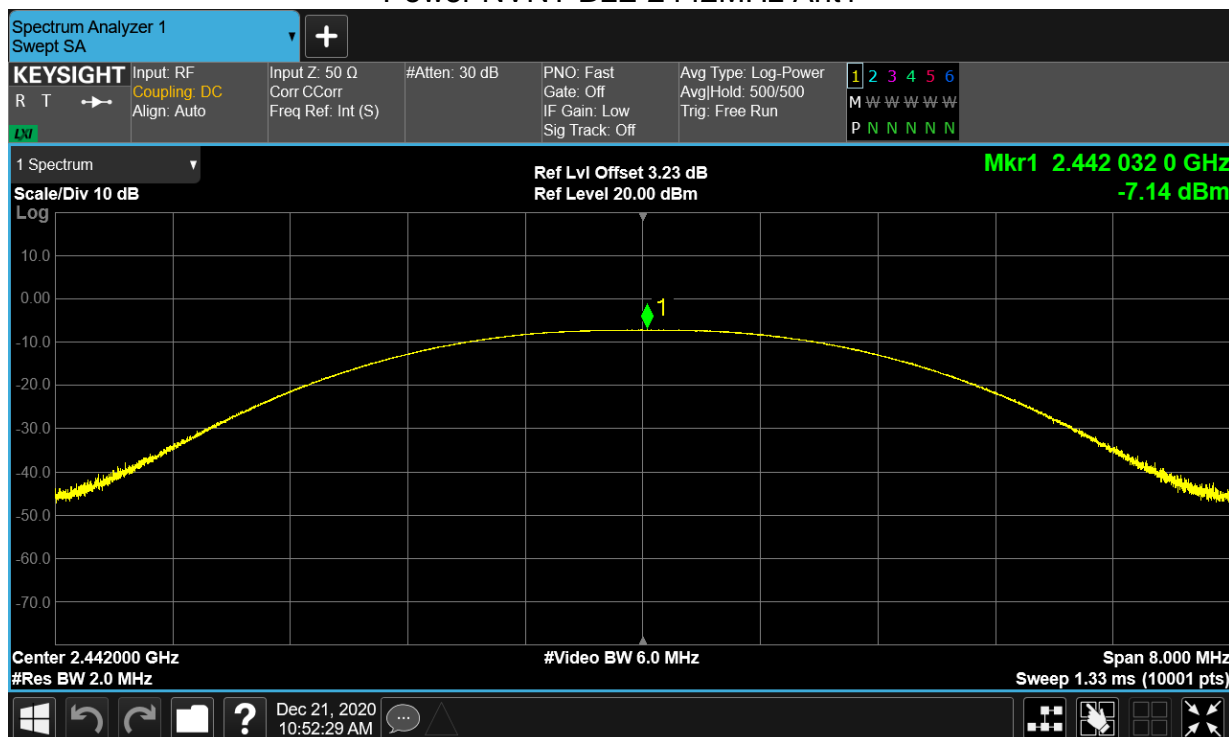 Spectrum Analyzer 1
Swept SA
+
KEYSIGHT
R T
LXI
Input: RF
Coupling: DC
Align: Auto
Input Z: 50 Ω
Corr CCorr
Freq Ref: Int (S)
#Atten: 30 dB
PNO: Fast
Gate: Off
IF Gain: Low
Sig Track: Off
Avg Type: Log-Power
Avg|Hold: 500/500
Trig: Free Run
1 2 3 4 5 6
M W W W W W
P N N N N N
1 Spectrum
Scale/Div 10 dB
Log
Ref Lvl Offset 3.23 dB
Ref Level 20.00 dBm
Mkr1 2.442 032 0 GHz
-7.14 dBm
10.0
0.00
1
-10.0
-20.0
-30.0
-40.0
-50.0
-60.0
-70.0
Center 2.442000 GHz
#Video BW 6.0 MHz
Span 8.000 MHz
#Res BW 2.0 MHz
Sweep 1.33 ms (10001 pts)
?
Dec 21, 2020
10:52:29 AM